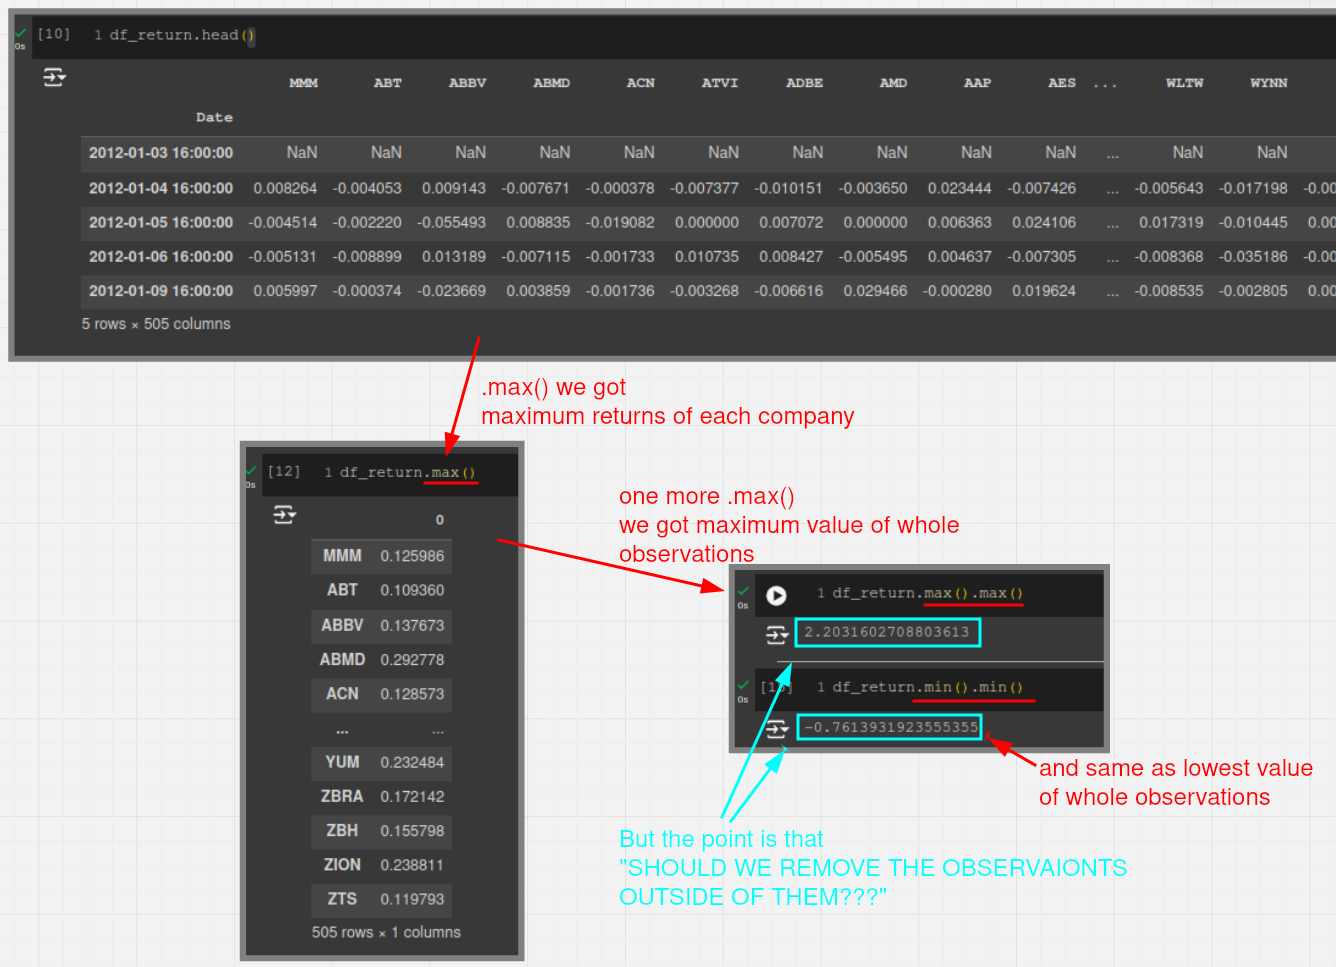 [10] 1 df_return.head()
0s
MMM ABT ABBV ABMD ACN ATVI ADBE AMD AAP AES ... WLTW WYNN
Date
2012-01-03 16:00:00 NaN NaN NaN NaN NaN NaN NaN NaN NaN NaN ... NaN NaN
2012-01-04 16:00:00 0.008264 -0.004053 0.009143 -0.007671 -0.000378 -0.007377 -0.010151 -0.003650 0.023444 -0.007426 ... -0.005643 -0.017198 -0.00
2012-01-05 16:00:00 -0.004514 -0.002220 -0.055493 0.008835 -0.019082 0.000000 0.007072 0.000000 0.006363 0.024106 ... 0.017319 -0.010445 0.00
2012-01-06 16:00:00 -0.005131 -0.008899 0.013189 -0.007115 -0.001733 0.010735 0.008427 -0.005495 0.004637 -0.007305 ... -0.008368 -0.035186 -0.00
2012-01-09 16:00:00 0.005997 -0.000374 -0.023669 0.003859 -0.001736 -0.003268 -0.006616 0.029466 -0.000280 0.019624 ... -0.008535 -0.002805 0.00
5 rows × 505 columns
.max() we got
maximum returns of each company
[12] 1 df_return.max()
0s
0
MMM 0.125986
ABT 0.109360
ABBV 0.137673
ABMD 0.292778
ACN 0.128573
... ...
YUM 0.232484
ZBRA 0.172142
ZBH 0.155798
ZION 0.238811
ZTS 0.119793
505 rows × 1 columns
one more .max()
we got maximum value of whole
observations
1 df_return.max().max()
0s
2.2031602708803613
1 df_return.min().min()
0s
-0.7613931923555355
and same as lowest value
of whole observations
But the point is that
"SHOULD WE REMOVE THE OBSERVAIONTS
OUTSIDE OF THEM???"